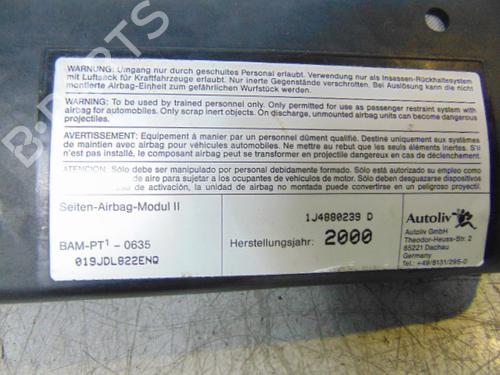 B-PARTS
WARNUNG: Umgang nur durch geschultes Personal erlaubt. Verwendung nur als Insassen-Rückhaltesystem
mit Luftsack für Kraftfahrzeuge erlaubt. Nur inerte Gegenstände verschrotten. Bei Auslösung kann die nicht
montierte Airbag-Einheit zum gefährlichen Wurfstück werden.
WARNING: To be used by trained personnel only. Only permitted for use as passenger restraint system with
airbag for automobiles. Only scrap inert objects. On discharge, unmounted airbag units can become dangerous
projectiles.
AVERTISSEMENT: Equipement à manier par un personnel dûment qualifié. Destiné uniquement aux systèmes
de maintien avec airbag pour véhicules automobiles. Ne mettre au rebut que des éléments inertes. S'il
n'est pas installé, le composant airbag peut se transformer en projectile dangereux en cas de déclenchement.
ATENCION: Sólo debe ser manipulado por personal debidamente formado. Sólo está permitido su uso como
de aire para sujetar a los ocupantes de vehículos de motor. Deben desguazarse dispositivos
de activación, la unidad del airbag no montada puede convertirse en un peligroso proyectil.
Seiten-Airbag-Modul II
1J4880239 D
Autoliv
BAM-PT¹ - 0635
Herstellungsjahr: 2000
Autoliv GmbH
Theodor-Heuss-Str. 2
85221 Dachau
Germany
Tel.: +49/8131/295-0
019JDL822ENQ